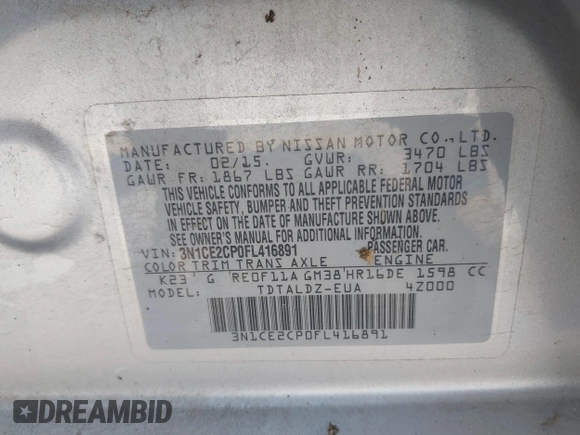 MANUFACTURED BY NISSAN MOTOR CO., LTD.
DATE: 02/15. GVWR: 3470 LBS
GAWR FR: 1867 LBS GAWR RR: 1704 LBS
THIS VEHICLE CONFORMS TO ALL APPLICABLE FEDERAL MOTOR
VEHICLE SAFETY, BUMPER AND THEFT PREVENTION STANDARDS
IN EFFECT ON THE DATE OF MANUFACTURE SHOWN ABOVE.
SEE OWNER'S MANUAL FOR ADDITIONAL INFORMATION.
VIN: 3N1CE2CP0FL416891 PASSENGER CAR.
COLOR TRIM TRANS AXLE ENGINE
K23 G RE0F11A GM38 HR16DE 1598 CC
MODEL: TDTALDZ-EUA 4Z000
3N1CE2CP0FL416891
DREAMBID